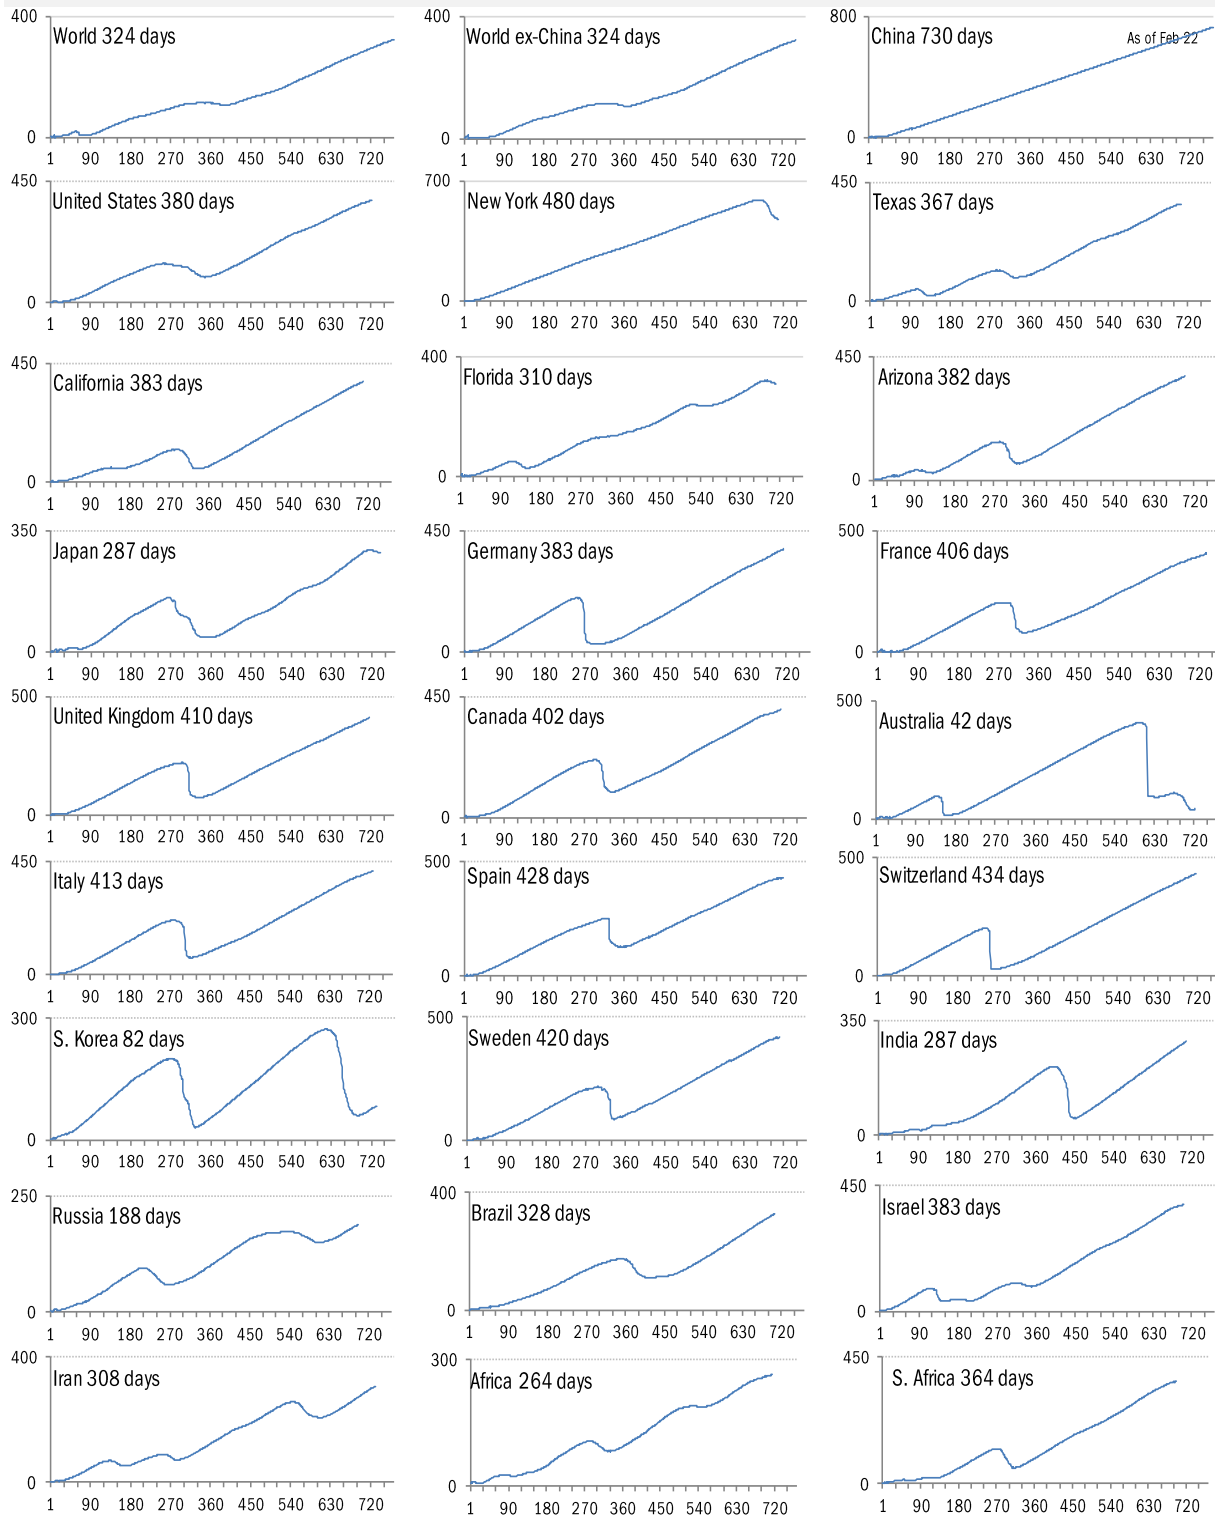 400
World 324 days
0
1 90 180 270 360 450 540 630 720
400
World ex-China 324 days
0
1 90 180 270 360 450 540 630 720
800
China 730 days
As of Feb 22
0
1 90 180 270 360 450 540 630 720
450
United States 380 days
0
1 90 180 270 360 450 540 630 720
700
New York 480 days
0
1 90 180 270 360 450 540 630 720
450
Texas 367 days
0
1 90 180 270 360 450 540 630 720
450
California 383 days
0
1 90 180 270 360 450 540 630 720
400
Florida 310 days
0
1 90 180 270 360 450 540 630 720
450
Arizona 382 days
0
1 90 180 270 360 450 540 630 720
350
Japan 287 days
0
1 90 180 270 360 450 540 630 720
450
Germany 383 days
0
1 90 180 270 360 450 540 630 720
500
France 406 days
0
1 90 180 270 360 450 540 630 720
500
United Kingdom 410 days
0
1 90 180 270 360 450 540 630 720
450
Canada 402 days
0
1 90 180 270 360 450 540 630 720
500
Australia 42 days
0
1 90 180 270 360 450 540 630 720
450
Italy 413 days
0
1 90 180 270 360 450 540 630 720
500
Spain 428 days
0
1 90 180 270 360 450 540 630 720
500
Switzerland 434 days
0
1 90 180 270 360 450 540 630 720
300
S. Korea 82 days
0
1 90 180 270 360 450 540 630 720
500
Sweden 420 days
0
1 90 180 270 360 450 540 630 720
350
India 287 days
0
1 90 180 270 360 450 540 630 720
250
Russia 188 days
0
1 90 180 270 360 450 540 630 720
400
Brazil 328 days
0
1 90 180 270 360 450 540 630 720
450
Israel 383 days
0
1 90 180 270 360 450 540 630 720
400
Iran 308 days
0
1 90 180 270 360 450 540 630 720
300
Africa 264 days
0
1 90 180 270 360 450 540 630 720
450
S. Africa 364 days
0
1 90 180 270 360 450 540 630 720